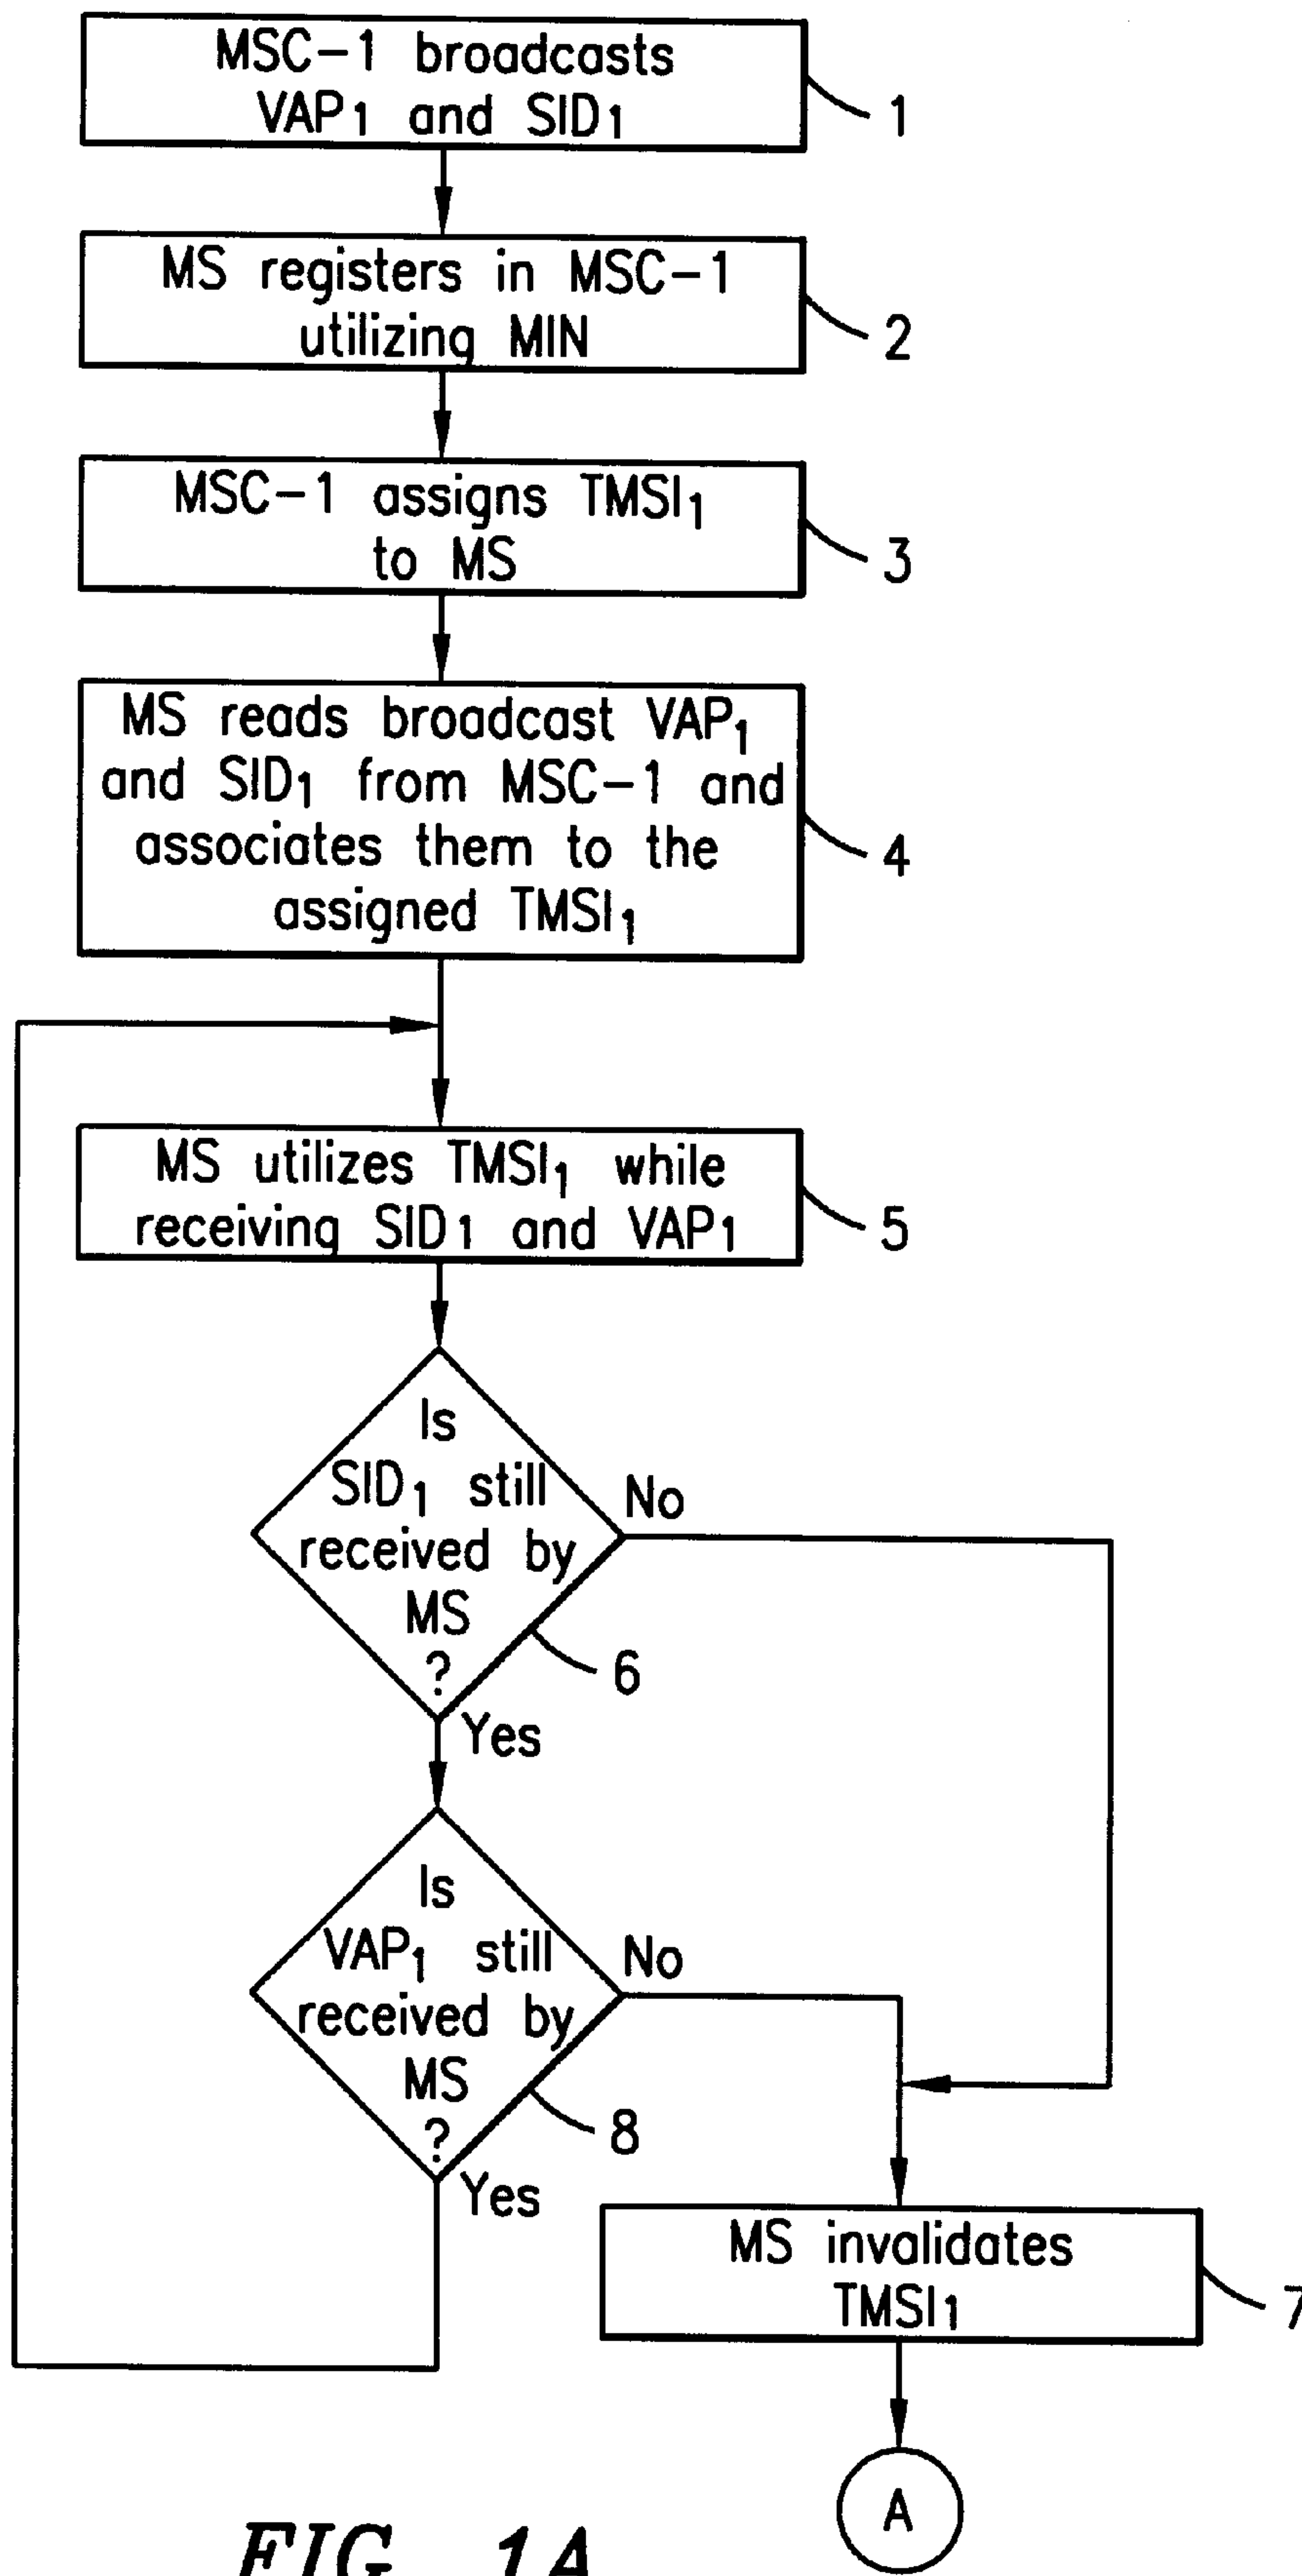 MSC-1 broadcasts
VAP₁ and SID₁
1
MS registers in MSC-1
utilizing MIN
2
MSC-1 assigns TMSI₁
to MS
3
MS reads broadcast VAP₁
and SID₁ from MSC-1 and
associates them to the
assigned TMSI₁
4
MS utilizes TMSI₁ while
receiving SID₁ and VAP₁
5
Is
SID₁ still
received by
MS
?
No
6
Yes
Is
VAP₁ still
received by
MS
?
No
8
Yes
MS invalidates
TMSI₁
7
A
FIG. 1A